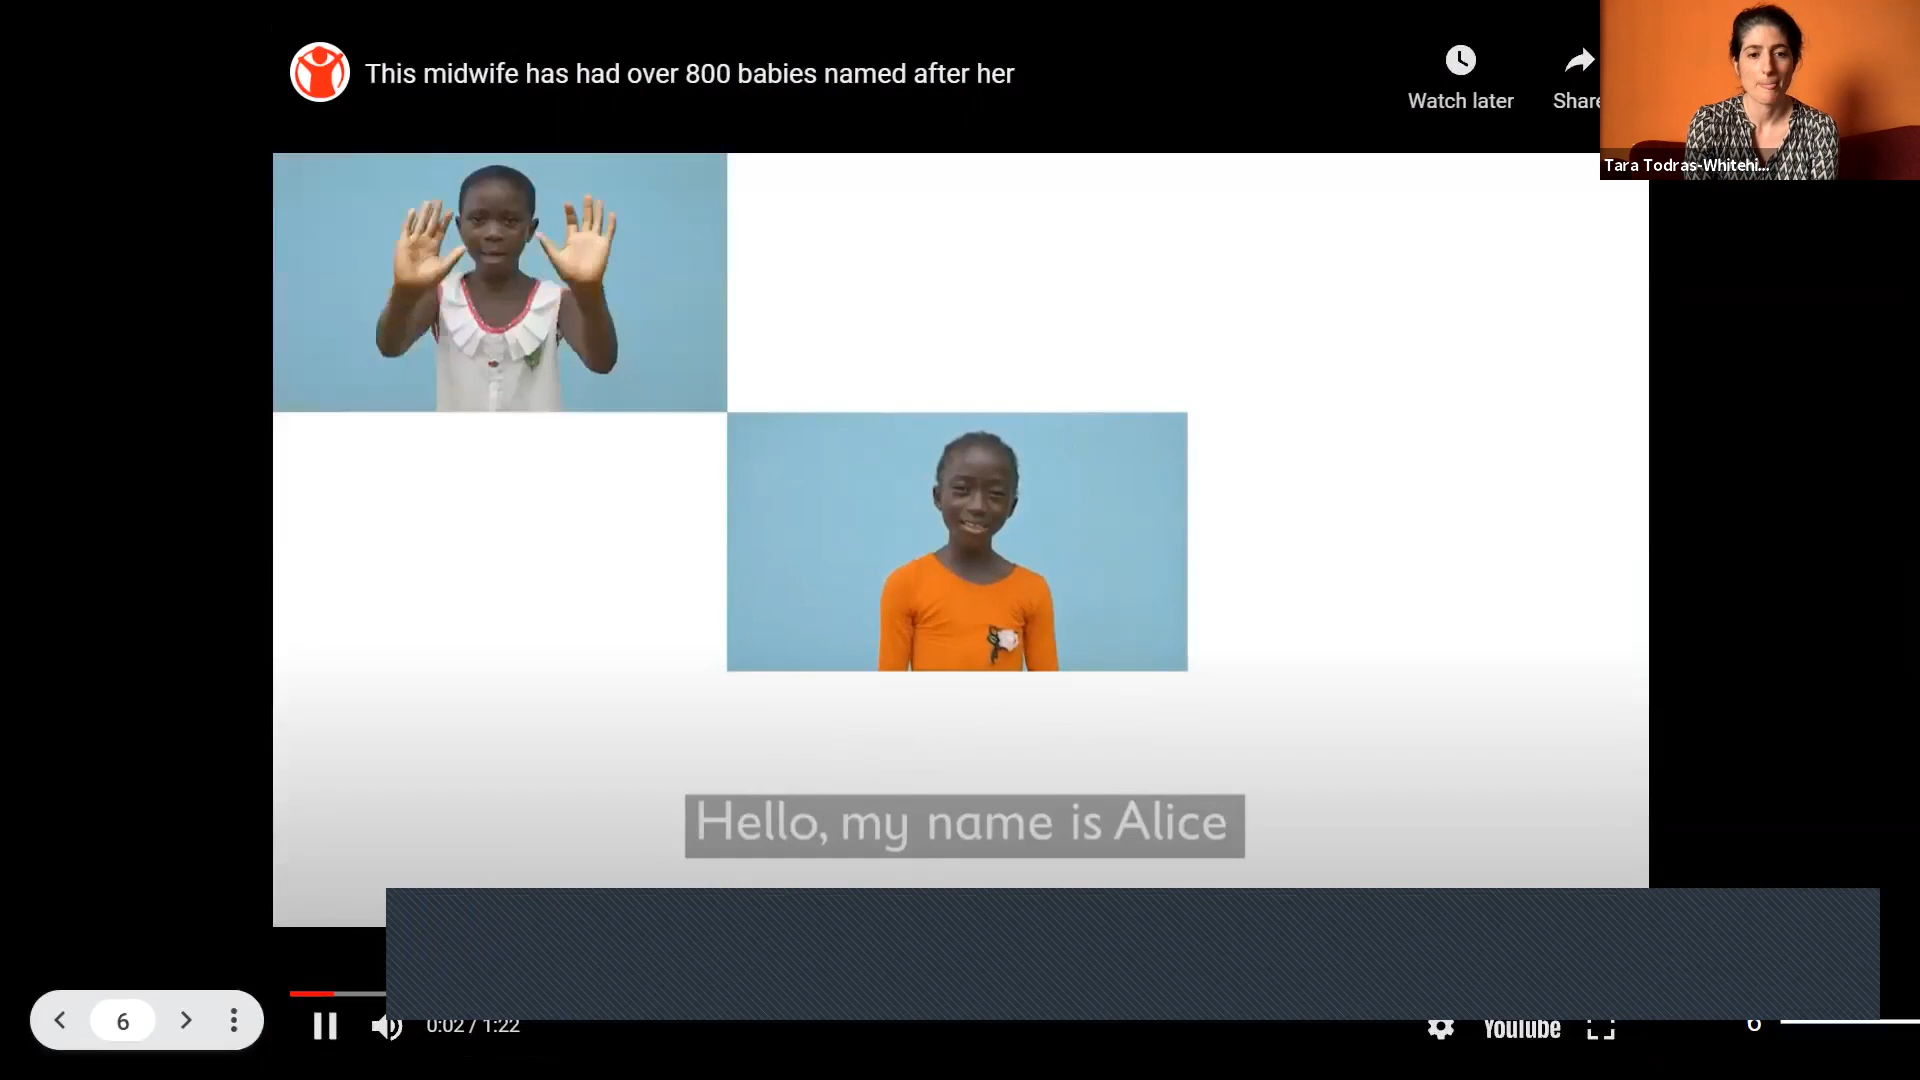 This midwife has had over 800 babies named after her
Watch later
Share
Tara Todras-Whitehi...
Hello, my name is Alice
6
0:02 / 1:22
YouTube